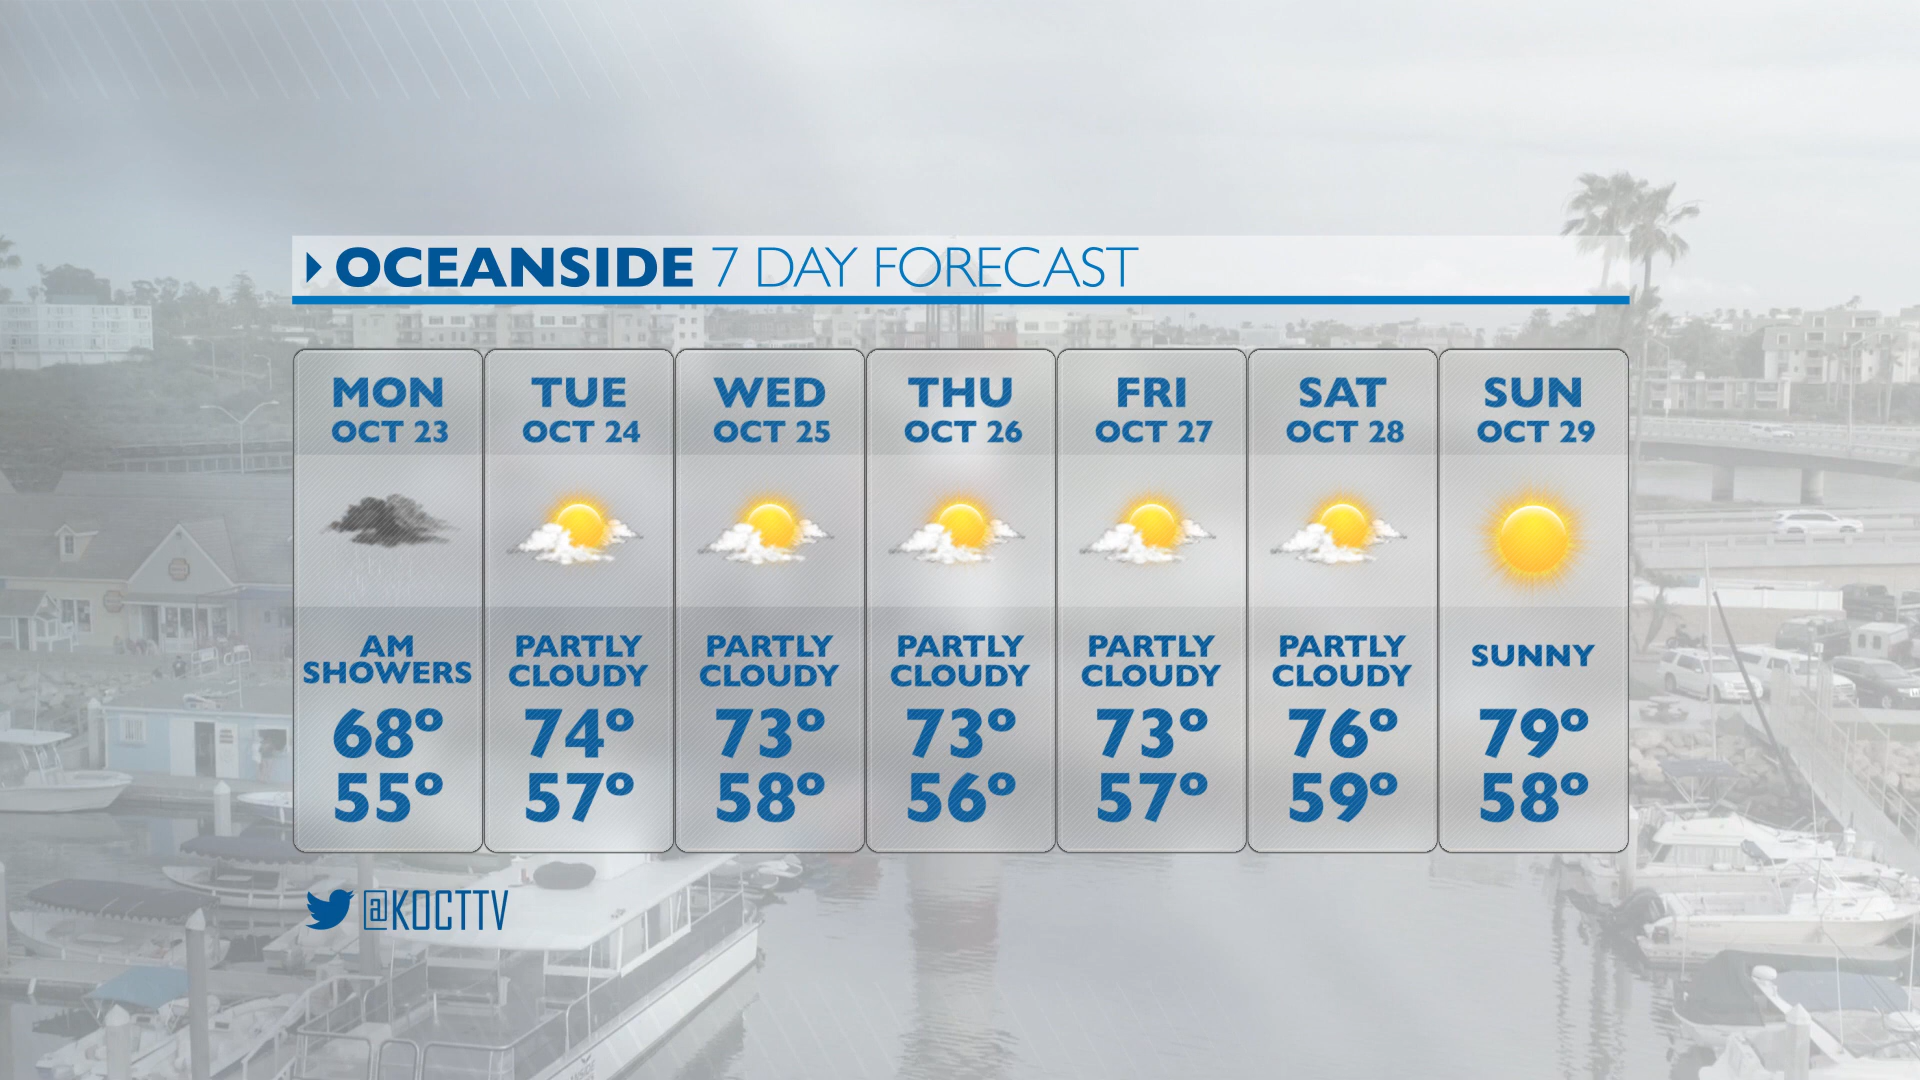 OCEANSIDE 7 DAY FORECAST
MON
OCT 23
AM
SHOWERS
68°
55°
TUE
OCT 24
PARTLY
CLOUDY
74°
57°
WED
OCT 25
PARTLY
CLOUDY
73°
58°
THU
OCT 26
PARTLY
CLOUDY
73°
56°
FRI
OCT 27
PARTLY
CLOUDY
73°
57°
SAT
OCT 28
PARTLY
CLOUDY
76°
59°
SUN
OCT 29
SUNNY
79°
58°
@KOCTTV